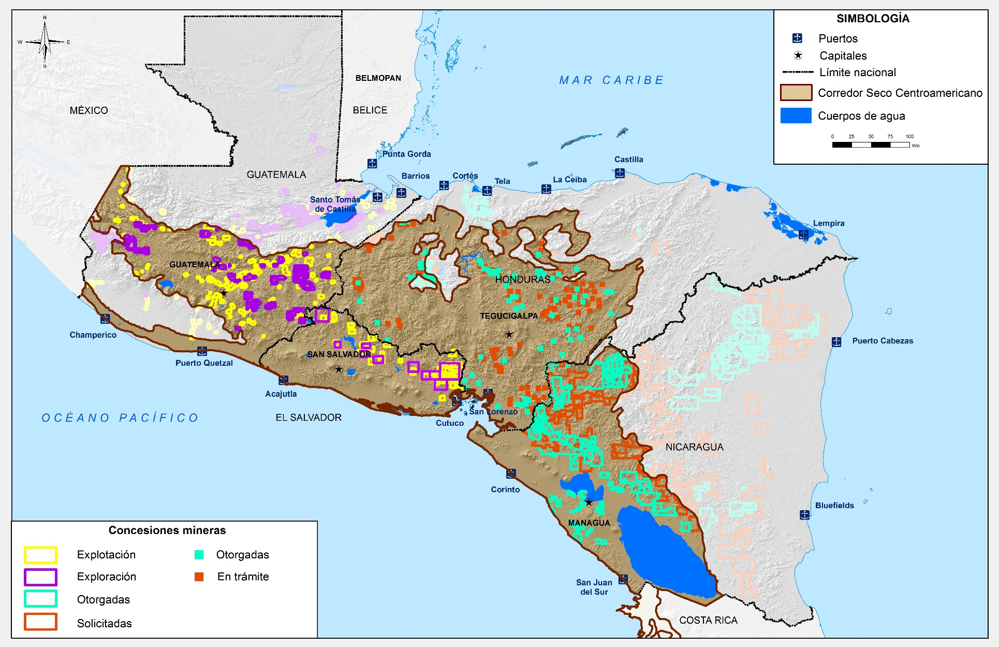 N
W
E
S
SIMBOLOGÍA
Puertos
Capitales
Límite nacional
Corredor Seco Centroamericano
Cuerpos de agua
0 25 50 75 100
Km
MAR CARIBE
BELMOPAN
MÉXICO
BELICE
Punta Gorda
Castilla
GUATEMALA
Barrios
Cortés
Tela
La Ceiba
Santo Tomás
de Castilla
Lempira
GUATEMALA
HONDURAS
TEGUCIGALPA
Champerico
Puerto Cabezas
SAN SALVADOR
Puerto Quetzal
Acajutla
San Lorenzo
OCÉANO PACÍFICO
EL SALVADOR
Cutuco
NICARAGUA
Corinto
Bluefields
MANAGUA
San Juan
del Sur
COSTA RICA
Concesiones mineras
Explotación
Exploración
Otorgadas
Solicitadas
Otorgadas
En trámite